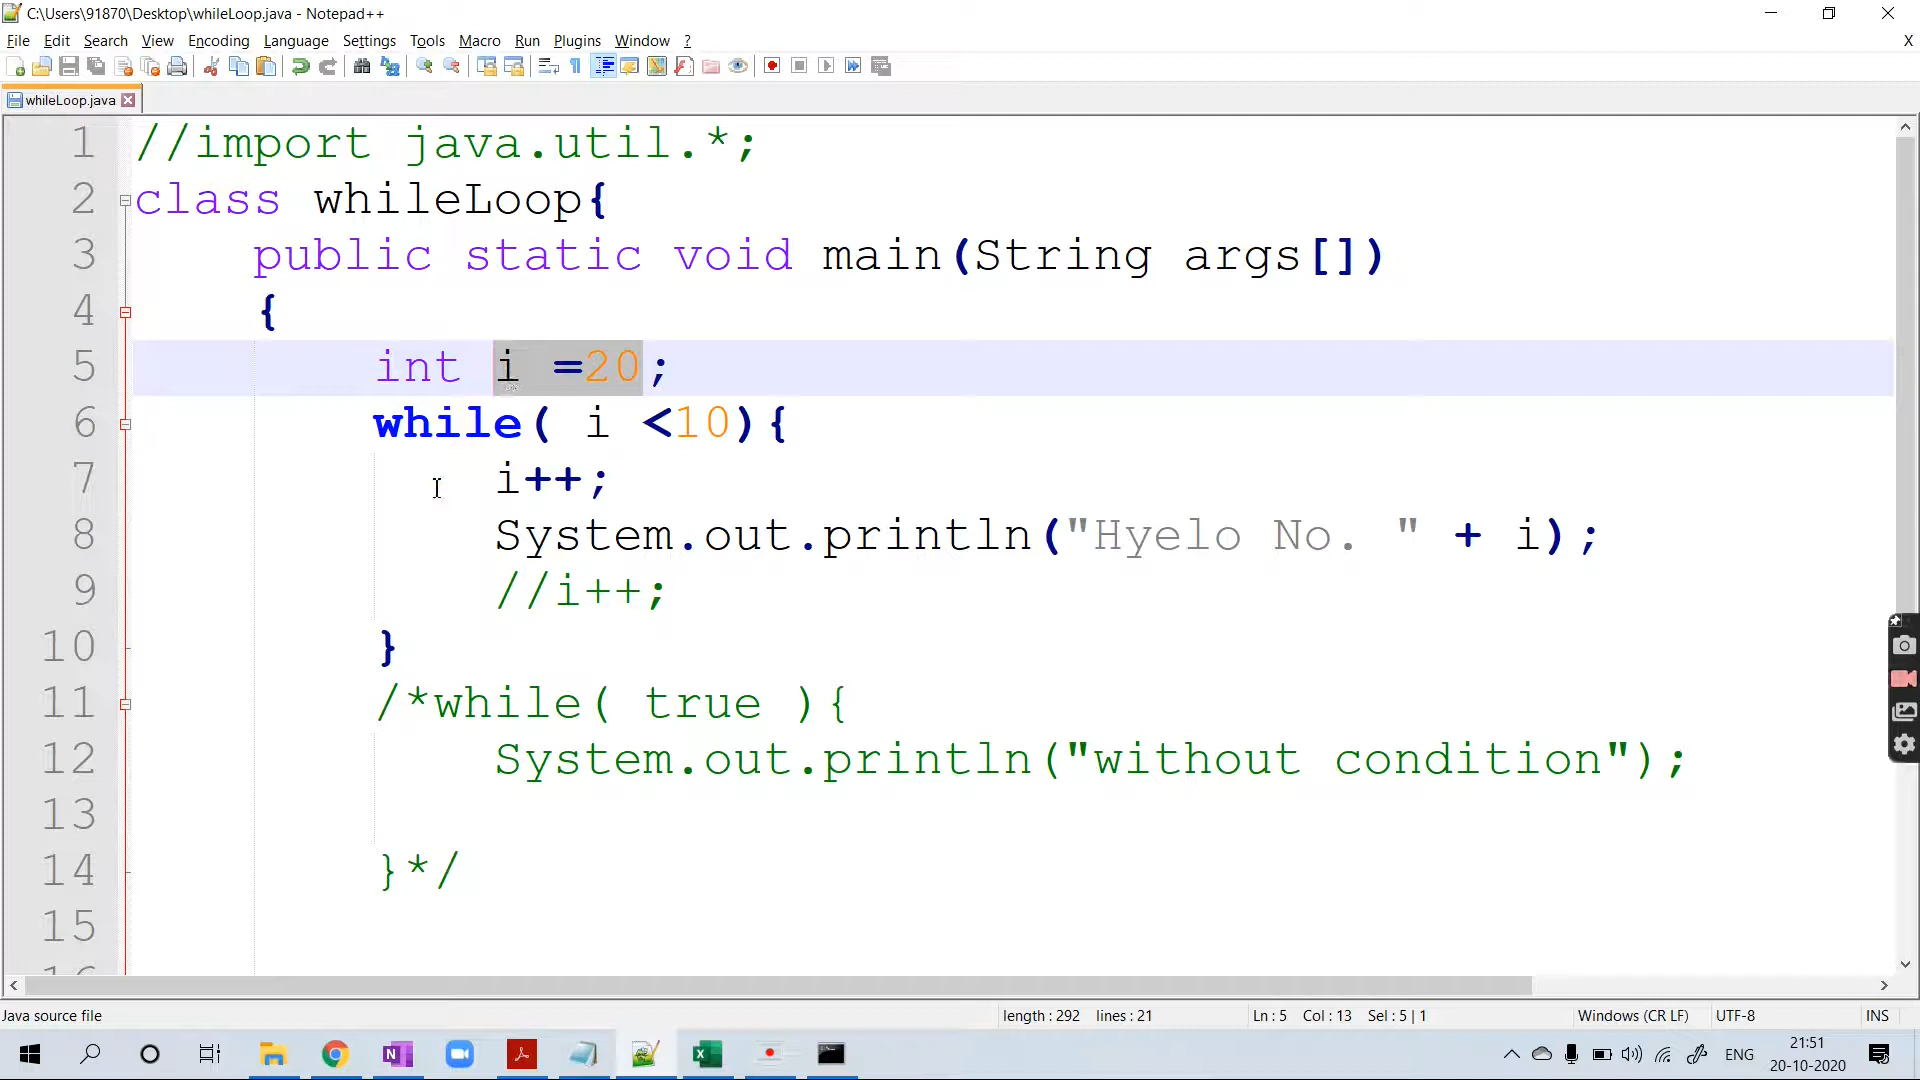 C:\Users\91870\Desktop\whileLoop.java - Notepad++
File Edit Search View Encoding Language Settings Tools Macro Run Plugins Window ? X
whileLoop.java
1 //import java.util.*;
2 class whileLoop{
3 public static void main(String args[])
4 {
5 int i =20;
6 while( i <10){
7 i++;
8 System.out.println("Hyelo No. " + i);
9 //i++;
10 }
11 /*while( true ){
12 System.out.println("without condition");
13
14 }*/
15
16
Java source file length : 292 lines : 21 Ln : 5 Col : 13 Sel : 5 | 1 Windows (CR LF) UTF-8 INS
ENG 21:51
20-10-2020